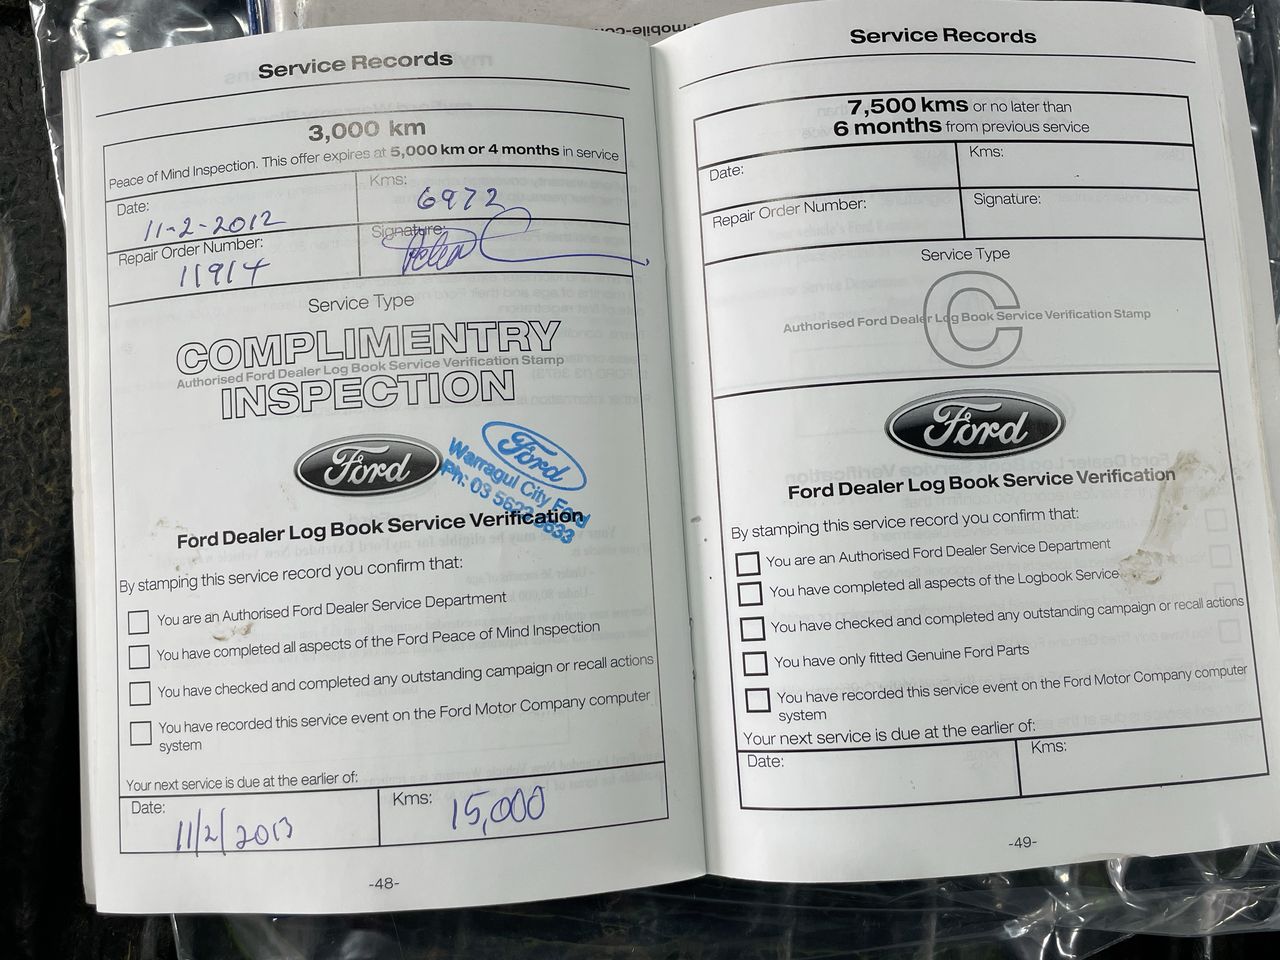 Service Records
3,000 km
Peace of Mind Inspection. This offer expires at 5,000 km or 4 months in service
Date:
11-2-2012
Kms:
6972
Repair Order Number:
11914
Signature:
Service Type
COMPLIMENTRY
Authorised Ford Dealer Log Book Service Verification Stamp
INSPECTION
Ford
Ford
Warragul City Ford
Ford Dealer Log Book Service Verification
By stamping this service record you confirm that:
You are an Authorised Ford Dealer Service Department
You have completed all aspects of the Ford Peace of Mind Inspection
You have checked and completed any outstanding campaign or recall actions
You have recorded this service event on the Ford Motor Company computer
system
Your next service is due at the earlier of:
Date:
11/2/2013
Kms:
15,000
-48-
Service Records
7,500 kms or no later than
6 months from previous service
Date:
Kms:
Repair Order Number:
Signature:
Service Type
C
Authorised Ford Dealer Log Book Service Verification Stamp
Ford
Ford Dealer Log Book Service Verification
By stamping this service record you confirm that:
You are an Authorised Ford Dealer Service Department
You have completed all aspects of the Logbook Service
You have checked and completed any outstanding campaign or recall actions
You have only fitted Genuine Ford Parts
You have recorded this service event on the Ford Motor Company computer
system
Your next service is due at the earlier of:
Date:
Kms:
-49-